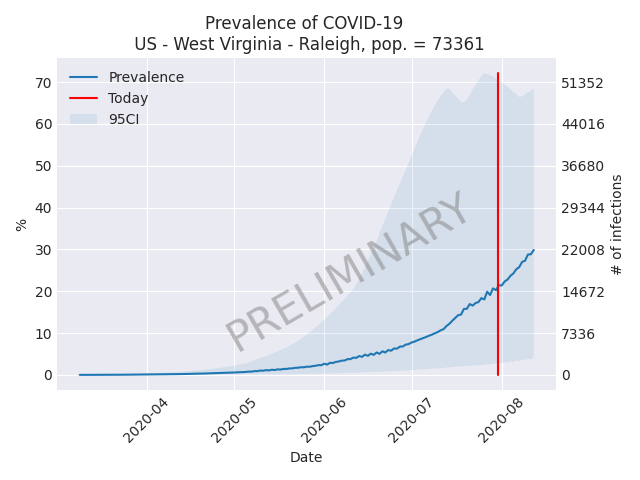 Prevalence of COVID-19
US - West Virginia - Raleigh, pop. = 73361
Prevalence
Today
95CI
PRELIMINARY
%
70
60
50
40
30
20
10
0
51352
44016
36680
29344
22008
14672
7336
0
# of infections
2020-04
2020-05
2020-06
2020-07
2020-08
Date